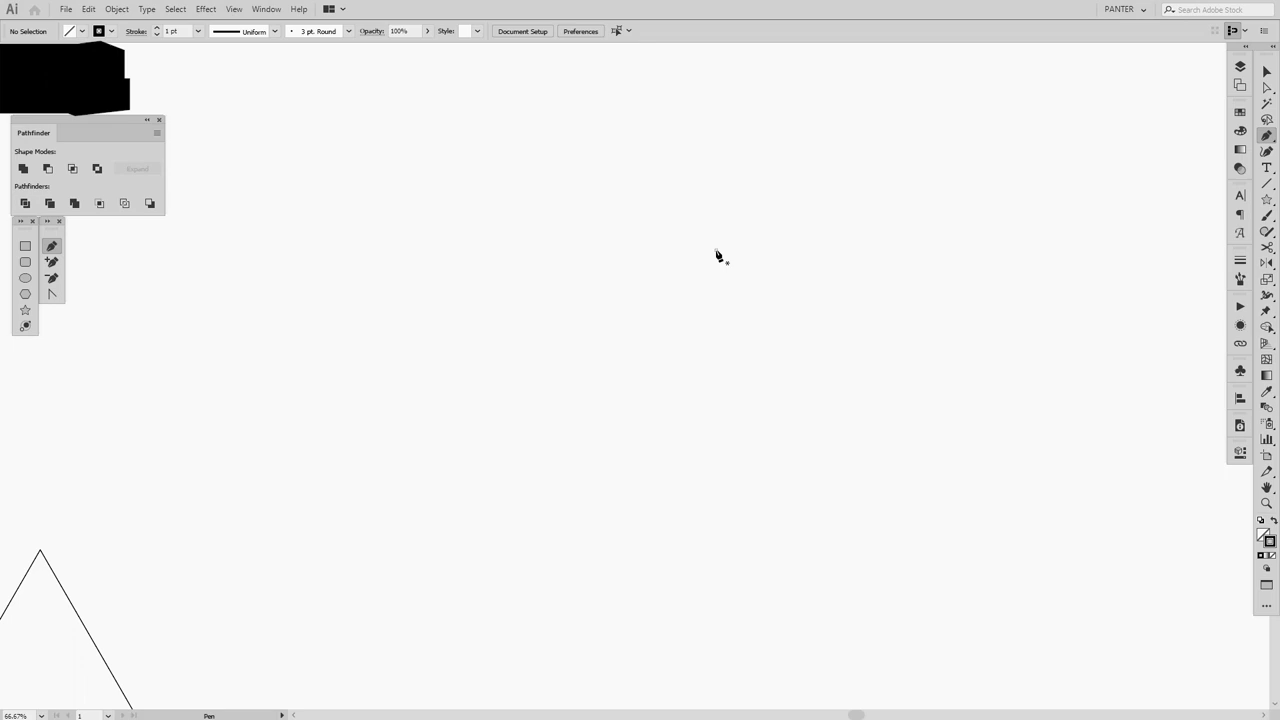 Ai File Edit Object Type Select Effect View Window Help PANTER Search Adobe Stock
No Selection Stroke: 1 pt Uniform 3 pt. Round Opacity: 100% Style: Document Setup Preferences
Pathfinder
Shape Modes:
Expand
Pathfinders:
66.67% 1 Pen